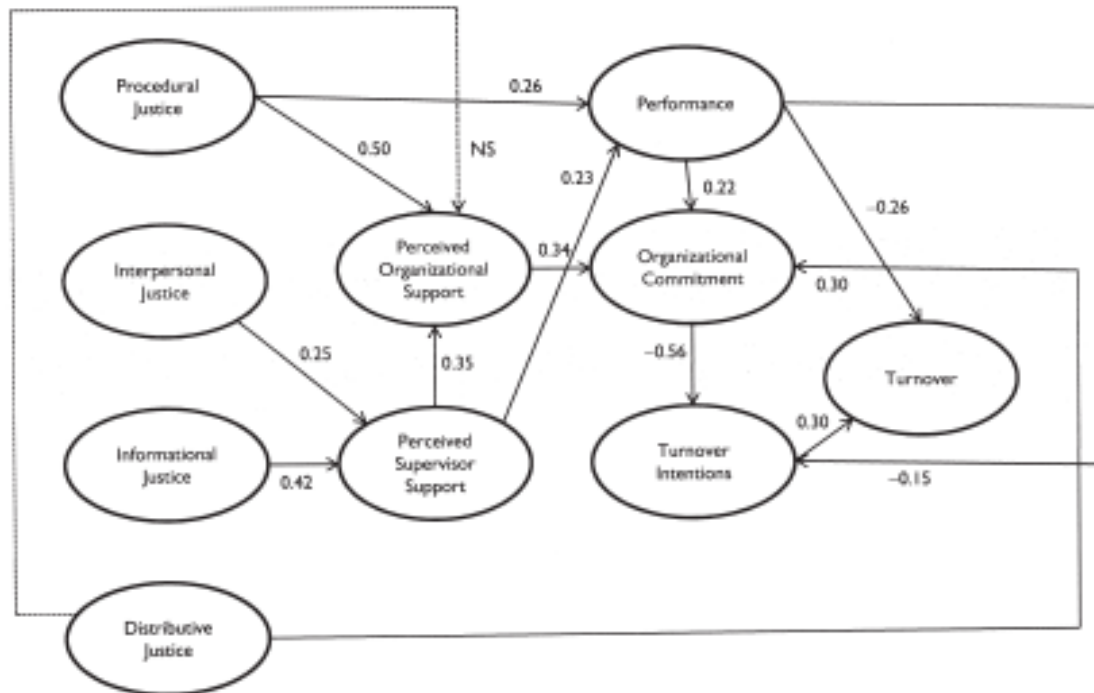 Procedural
Justice
0.26
Performance
0.50
NS
0.23
0.22
-0.26
Interpersonal
Justice
Perceived
Organizational
Support
0.34
Organizational
Commitment
0.30
0.25
0.35
-0.56
Turnover
Informational
Justice
0.42
Perceived
Supervisor
Support
Turnover
Intentions
0.30
-0.15
Distributive
Justice